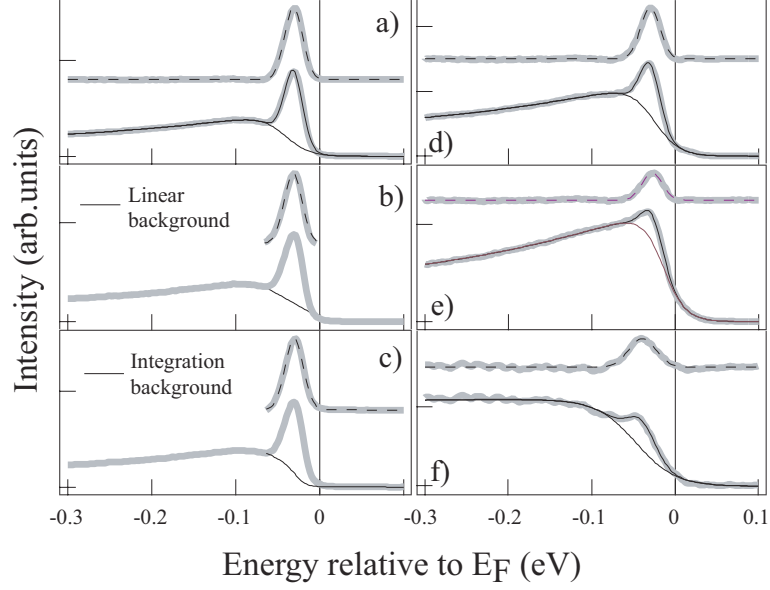 a)
d)
Linear
background
b)
e)
Integration
background
c)
f)
Intensity (arb.units)
-0.3 -0.2 -0.1 0 -0.3 -0.2 -0.1 0 0.1
Energy relative to EF (eV)